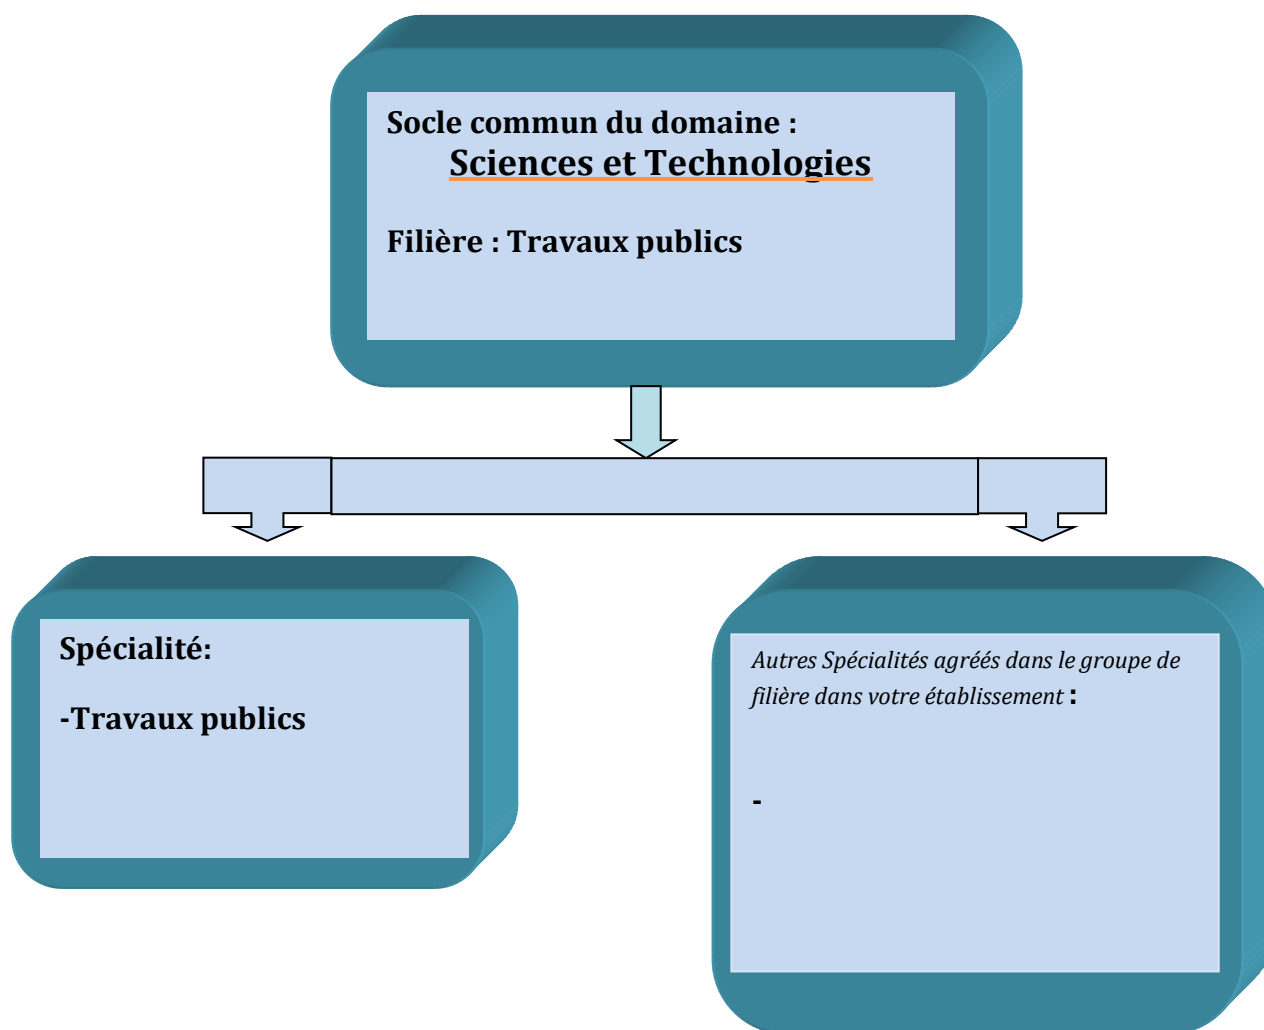 Socle commun du domaine :
Sciences et Technologies
Filière : Travaux publics
Spécialité:
-Travaux publics
Autres Spécialités agréés dans le groupe de
filière dans votre établissement :
-